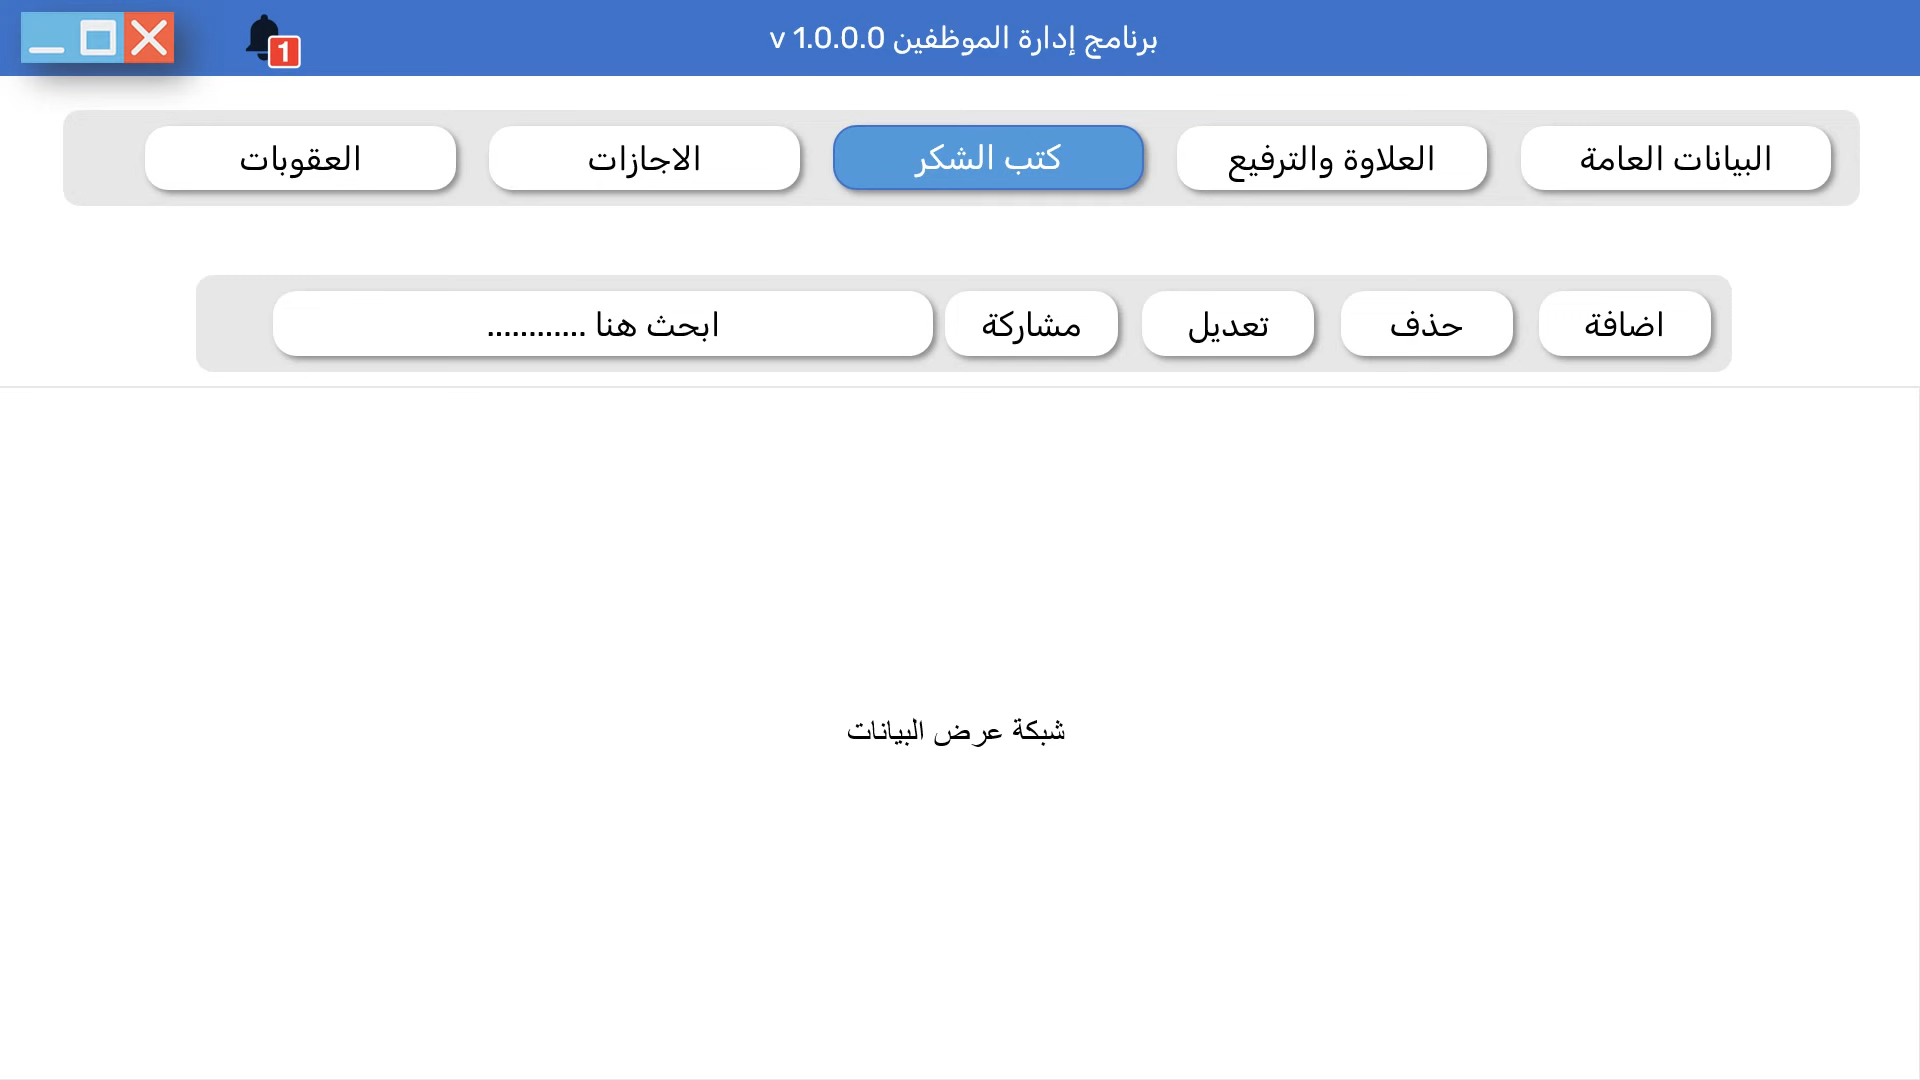 برنامج إدارة الموظفين v 1.0.0.0
1
البيانات العامة
العلاوة والترفيع
كتب الشكر
الاجازات
العقوبات
اضافة
حذف
تعديل
مشاركة
ابحث هنا ............
شبكة عرض البيانات